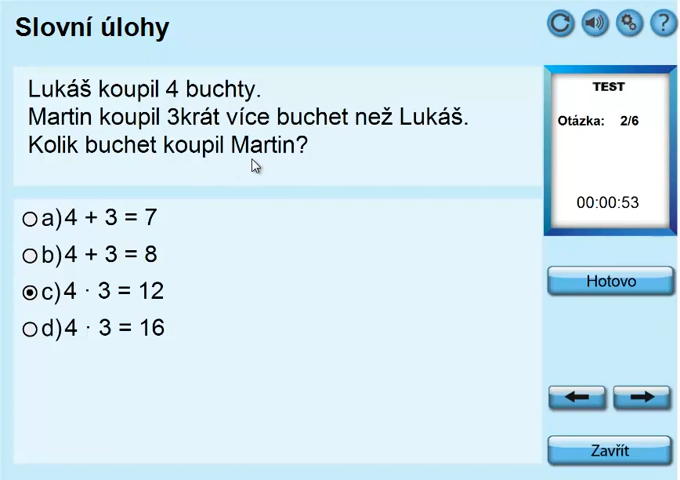 Slovní úlohy
?
Lukáš koupil 4 buchty.
Martin koupil 3krát více buchet než Lukáš.
Kolik buchet koupil Martin?
TEST
Otázka: 2/6
00:00:53
a) 4 + 3 = 7
b) 4 + 3 = 8
c) 4 · 3 = 12
d) 4 · 3 = 16
Hotovo
Zavřít